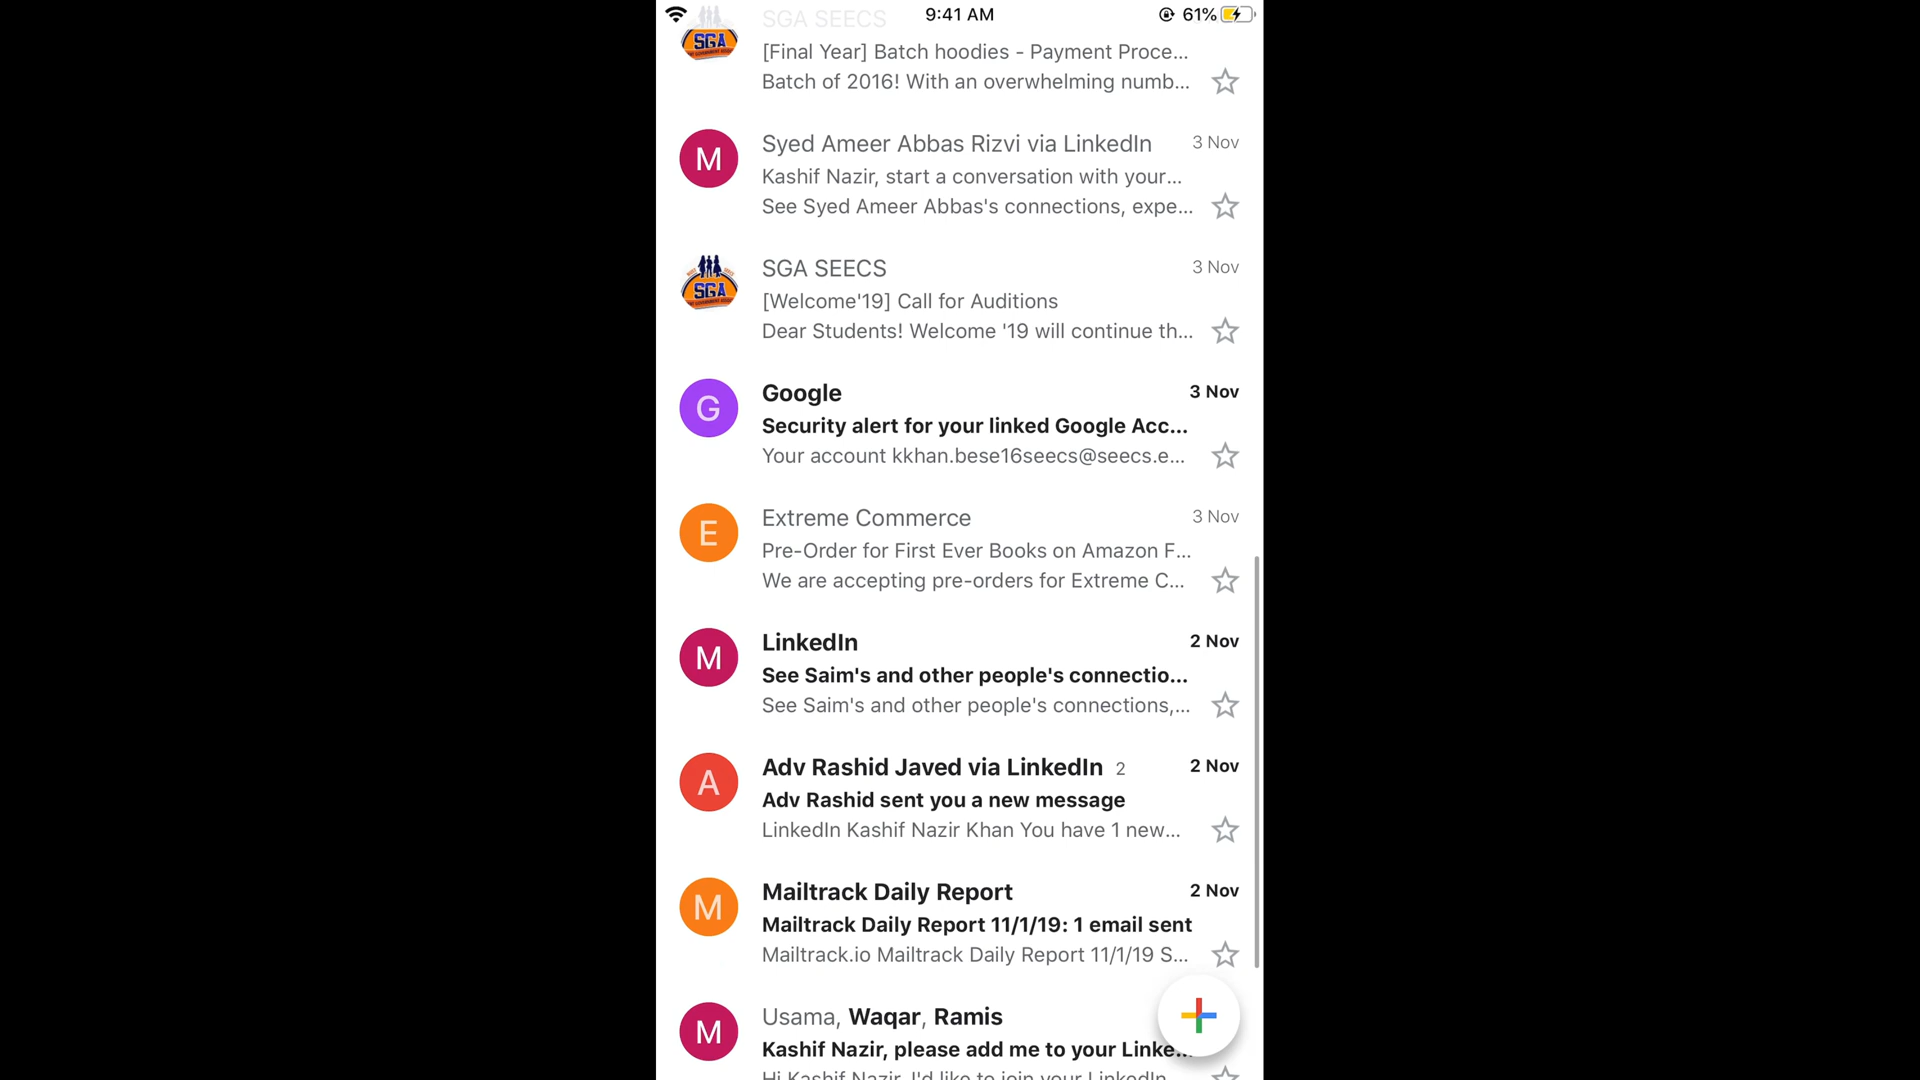 SGA SEECS
9:41 AM
61%
SGA
[Final Year] Batch hoodies - Payment Proce...
Batch of 2016! With an overwhelming numb...
M
Syed Ameer Abbas Rizvi via LinkedIn
3 Nov
Kashif Nazir, start a conversation with your...
See Syed Ameer Abbas's connections, expe...
SGA
SGA SEECS
3 Nov
[Welcome'19] Call for Auditions
Dear Students! Welcome '19 will continue th...
G
Google
3 Nov
Security alert for your linked Google Acc...
Your account kkhan.bese16seecs@seecs.e...
E
Extreme Commerce
3 Nov
Pre-Order for First Ever Books on Amazon F...
We are accepting pre-orders for Extreme C...
M
LinkedIn
2 Nov
See Saim's and other people's connectio...
See Saim's and other people's connections,...
A
Adv Rashid Javed via LinkedIn 2
2 Nov
Adv Rashid sent you a new message
LinkedIn Kashif Nazir Khan You have 1 new...
M
Mailtrack Daily Report
2 Nov
Mailtrack Daily Report 11/1/19: 1 email sent
Mailtrack.io Mailtrack Daily Report 11/1/19 S...
M
Usama, Waqar, Ramis
Kashif Nazir, please add me to your Linke...
Hi Kashif Nazir, I'd like to join your LinkedIn